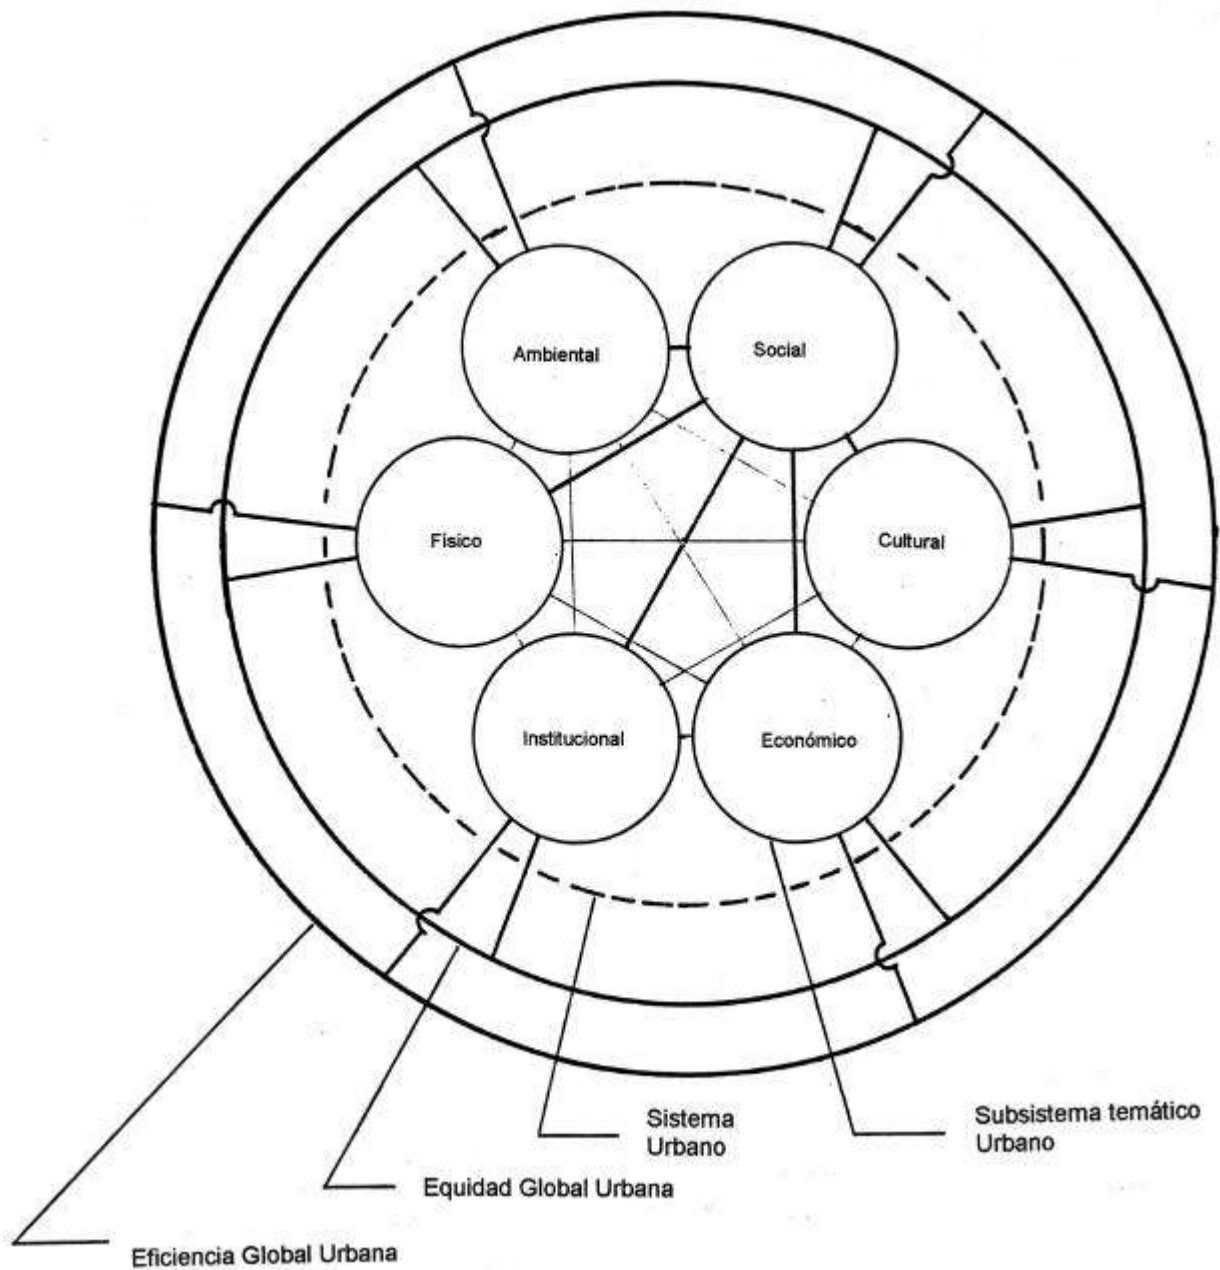 Ambiental
Social
Físico
Cultural
Institucional
Económico
Sistema
Urbano
Subsistema temático
Urbano
Equidad Global Urbana
Eficiencia Global Urbana